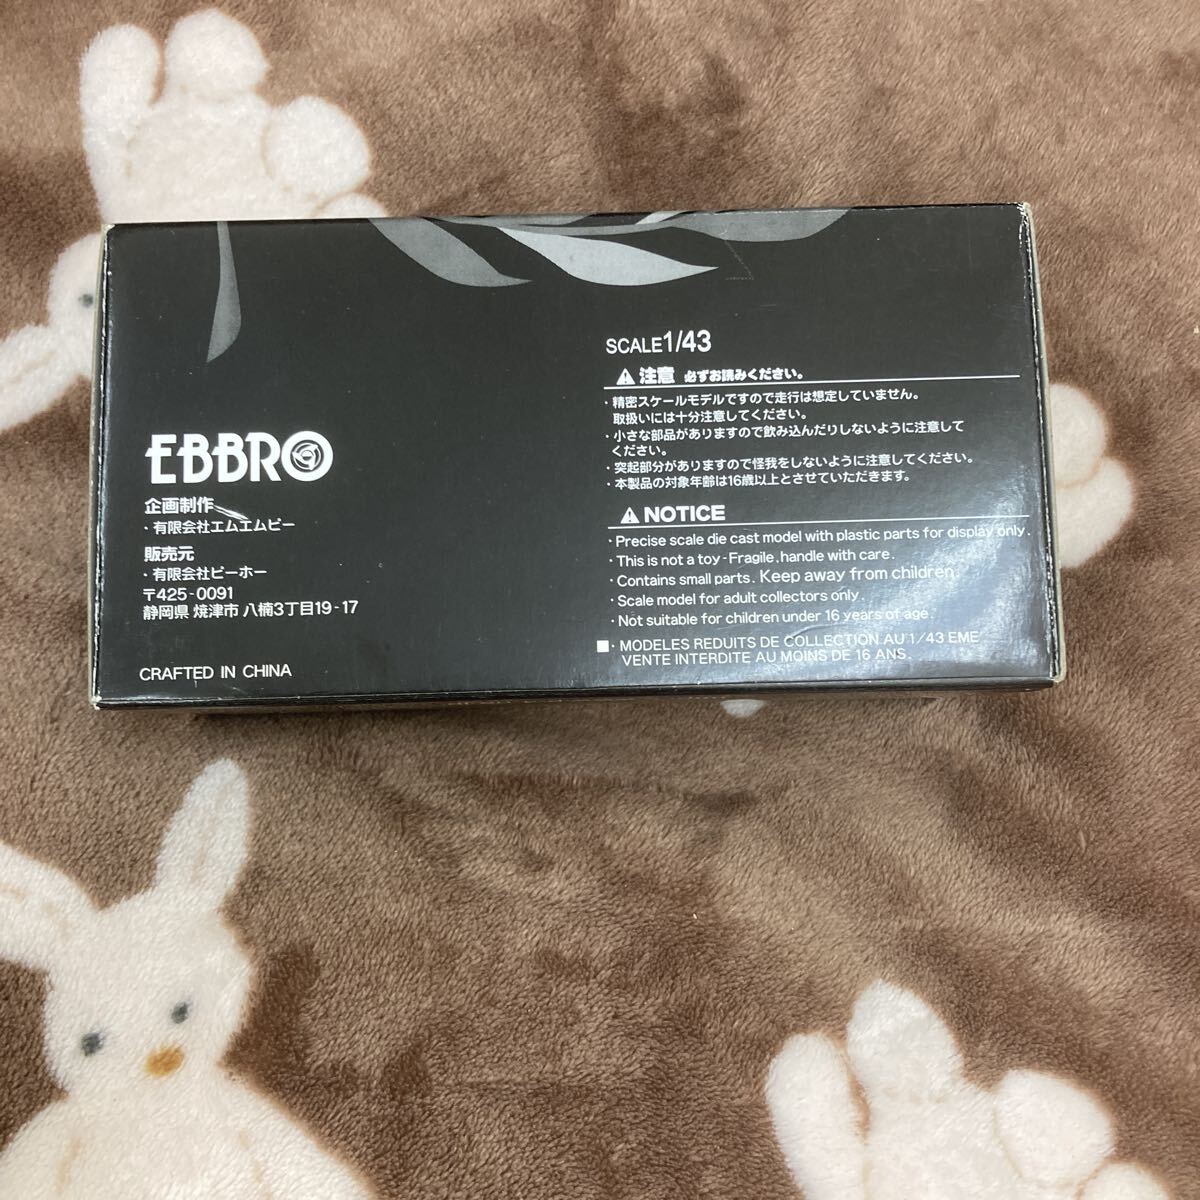 EBBRO
企画制作
・有限会社エムエムピー
販売元
・有限会社ビーホー
〒425-0091
静岡県 焼津市 八楠3丁目19-17
CRAFTED IN CHINA
SCALE1/43
注意 必ずお読みください。
・精密スケールモデルですので走行は想定していません。
取扱いには十分注意してください。
・小さな部品がありますので飲み込んだりしないように注意して
ください。
・突起部分がありますので怪我をしないように注意してください。
・本製品の対象年齢は16歳以上とさせていただきます。
NOTICE
・Precise scale die cast model with plastic parts for display only.
・This is not a toy-Fragile,handle with care.
・Contains small parts. Keep away from children.
・Scale model for adult collectors only.
・Not suitable for children under 16 years of age.
■・MODELES REDUITS DE COLLECTION AU 1/43 EME
VENTE INTERDITE AU MOINS DE 16 ANS.